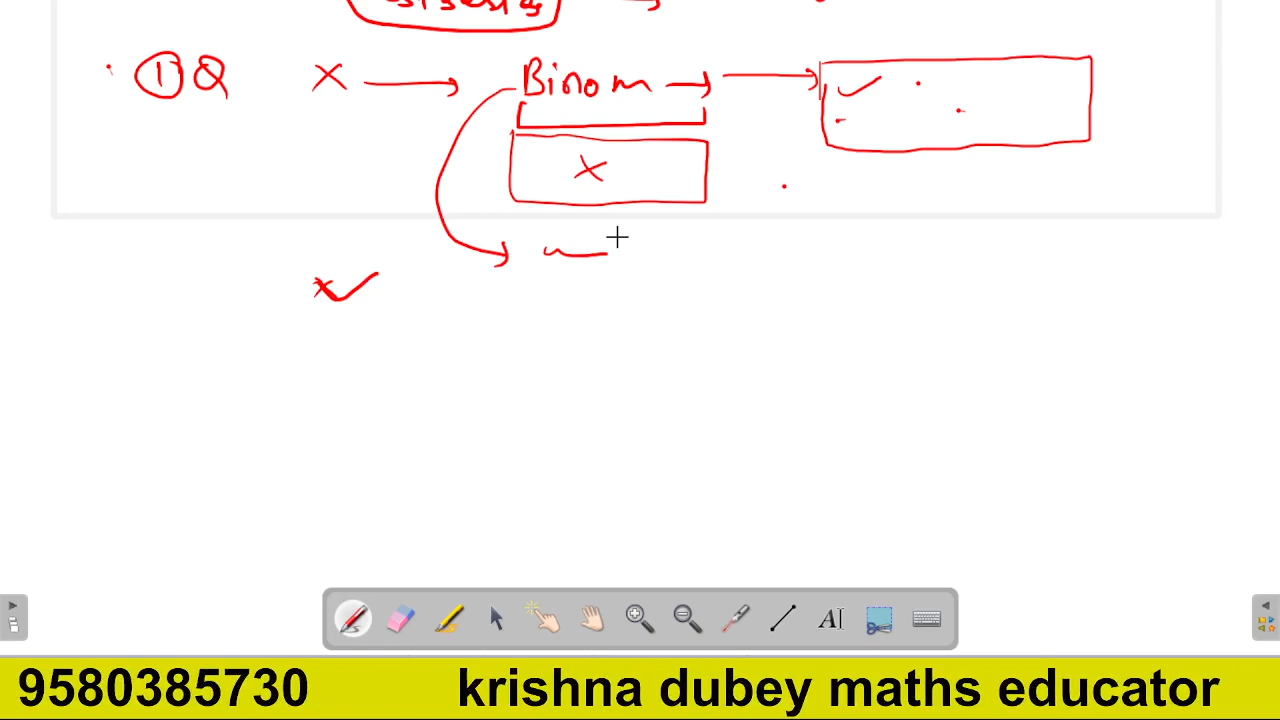 ① Q X → Binom → →
X
9580385730 krishna dubey maths educator